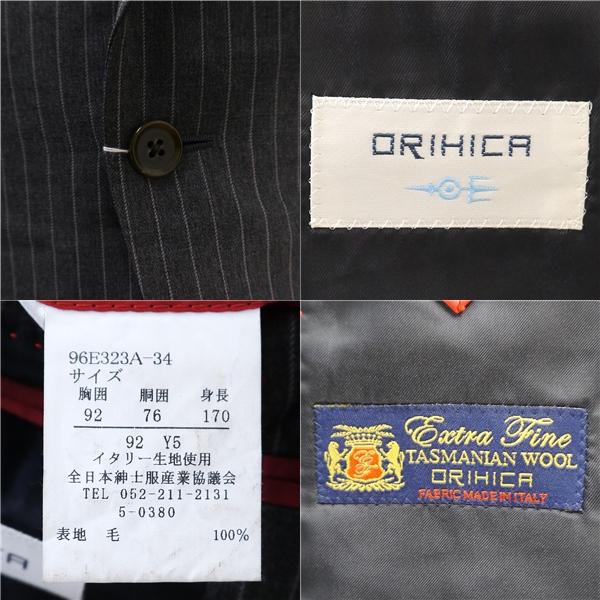 ORIHICA
96E323A-34
サイズ
胸囲 胴囲 身長
92 76 170
92 Y5
イタリー生地使用
全日本紳士服産業協議会
TEL 052-211-2131
5-0380
表地 毛 100%
HICA
Extra Fine
TASMANIAN WOOL
ORIHICA
FABRIC MADE IN ITALY